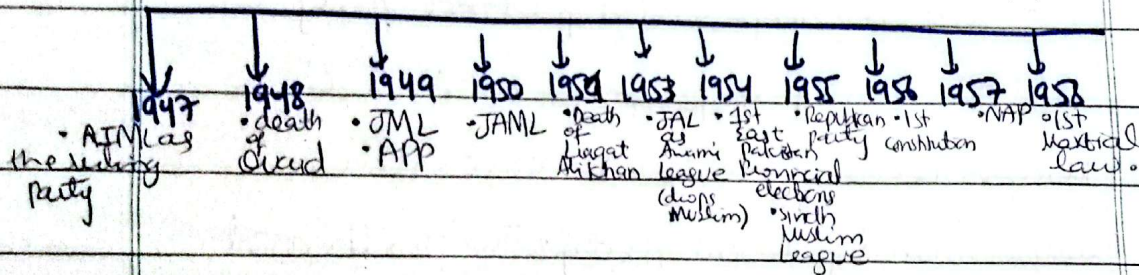 1947
• AIML as
the ruling
Party
1948
• death
of
Quaid
1949
• JML
• APP
1950
• JAML
1951
• Death
of
Liaqat
Ali Khan
1953
• JAL
as
Awami
League
(drops
Muslim)
1954
• 1st
East
Pakistan
Provincial
elections
• Sindh
Muslim
League
1955
• Republican
Party
1956
• 1st
constitution
1957
• NAP
1958
• 1st
Martial
law.